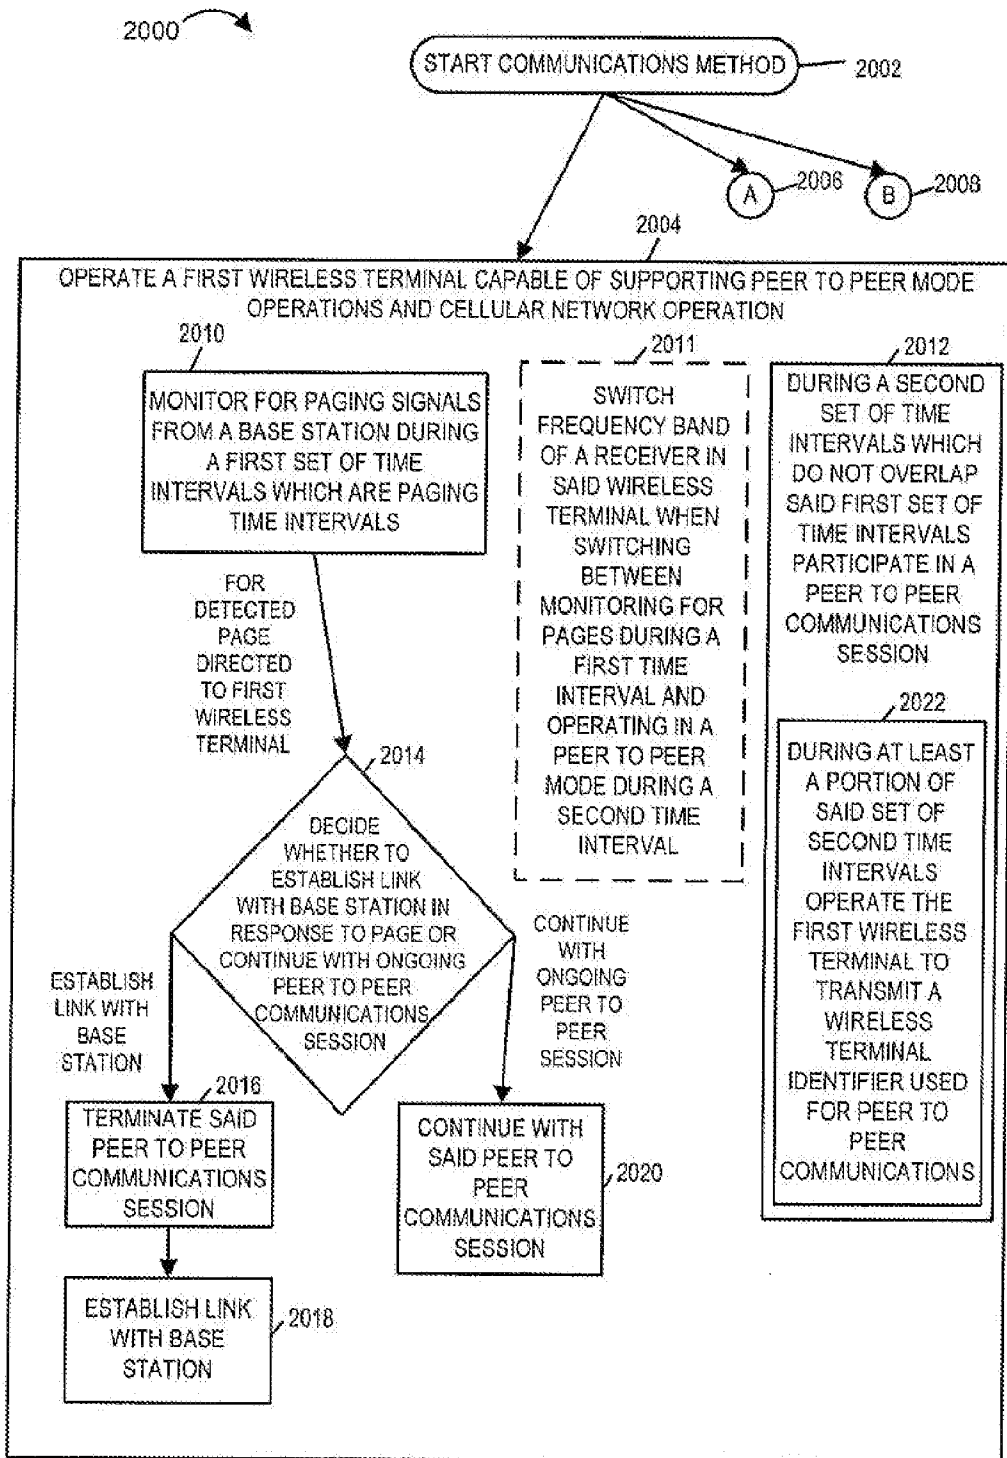 2000
START COMMUNICATIONS METHOD
2002
A
2006
B
2008
2004
OPERATE A FIRST WIRELESS TERMINAL CAPABLE OF SUPPORTING PEER TO PEER MODE
OPERATIONS AND CELLULAR NETWORK OPERATION
2010
MONITOR FOR PAGING SIGNALS
FROM A BASE STATION DURING
A FIRST SET OF TIME
INTERVALS WHICH ARE PAGING
TIME INTERVALS
2011
SWITCH
FREQUENCY BAND
OF A RECEIVER IN
SAID WIRELESS
TERMINAL WHEN
SWITCHING
BETWEEN
MONITORING FOR
PAGES DURING A
FIRST TIME
INTERVAL AND
OPERATING IN A
PEER TO PEER
MODE DURING A
SECOND TIME
INTERVAL
2012
DURING A SECOND
SET OF TIME
INTERVALS WHICH
DO NOT OVERLAP
SAID FIRST SET OF
TIME INTERVALS
PARTICIPATE IN A
PEER TO PEER
COMMUNICATIONS
SESSION
2022
DURING AT LEAST
A PORTION OF
SAID SET OF
SECOND TIME
INTERVALS
OPERATE THE
FIRST WIRELESS
TERMINAL TO
TRANSMIT A
WIRELESS
TERMINAL
IDENTIFIER USED
FOR PEER TO
PEER
COMMUNICATIONS
FOR
DETECTED
PAGE
DIRECTED
TO FIRST
WIRELESS
TERMINAL
2014
DECIDE
WHETHER TO
ESTABLISH LINK
WITH BASE STATION IN
RESPONSE TO PAGE OR
CONTINUE WITH ONGOING
PEER TO PEER
COMMUNICATIONS
SESSION
ESTABLISH
LINK WITH
BASE
STATION
CONTINUE
WITH
ONGOING
PEER TO
PEER
SESSION
2016
TERMINATE SAID
PEER TO PEER
COMMUNICATIONS
SESSION
CONTINUE WITH
SAID PEER TO
PEER
COMMUNICATIONS
SESSION
2020
ESTABLISH LINK
WITH BASE
STATION
2018